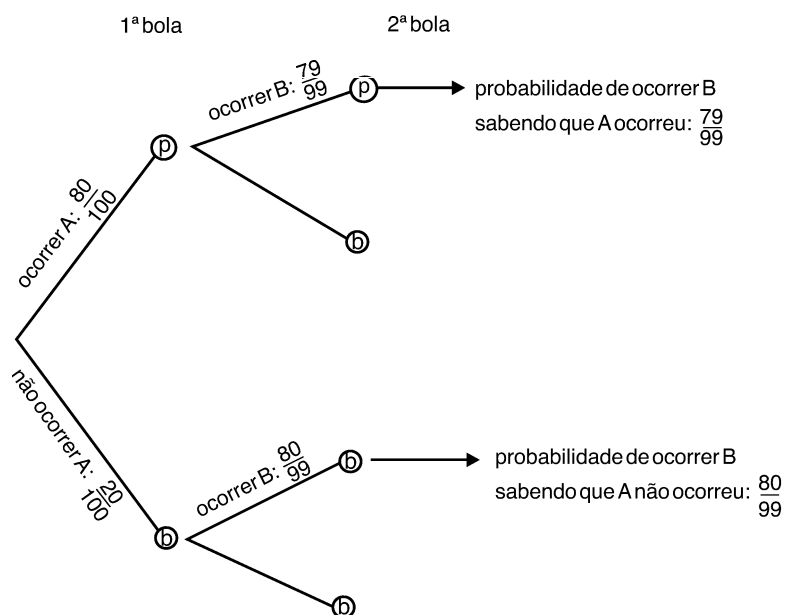 1ª bola
2ª bola
ocorrer A: 80/100
p
ocorrer B: 79/99
p
probabilidade de ocorrer B
sabendo que A ocorreu: 79/99
b
não ocorrer A: 20/100
b
ocorrer B: 80/99
b
probabilidade de ocorrer B
sabendo que A não ocorreu: 80/99
b